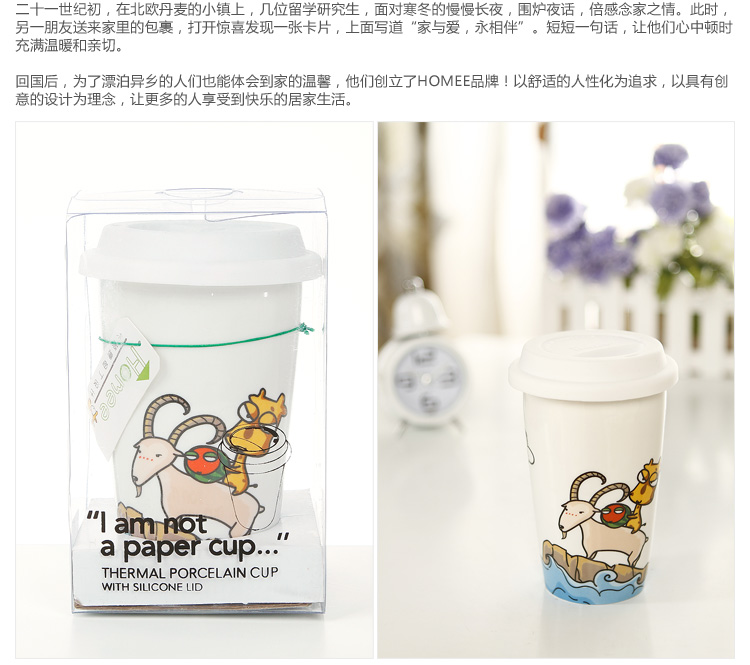 二十一世纪初，在北欧丹麦的小镇上，几位留学研究生，面对寒冬的慢慢长夜，围炉夜话，倍感念家之情。此时，
另一朋友送来家里的包裹，打开惊喜发现一张卡片，上面写道“家与爱，永相伴”。短短一句话，让他们心中顿时
充满温暖和亲切。
回国后，为了漂泊异乡的人们也能体会到家的温馨，他们创立了HOMEE品牌！以舒适的人性化为追求，以具有创
意的设计为理念，让更多的人享受到快乐的居家生活。
Homee
“I am not
a paper cup...”
THERMAL PORCELAIN CUP
WITH SILICONE LID